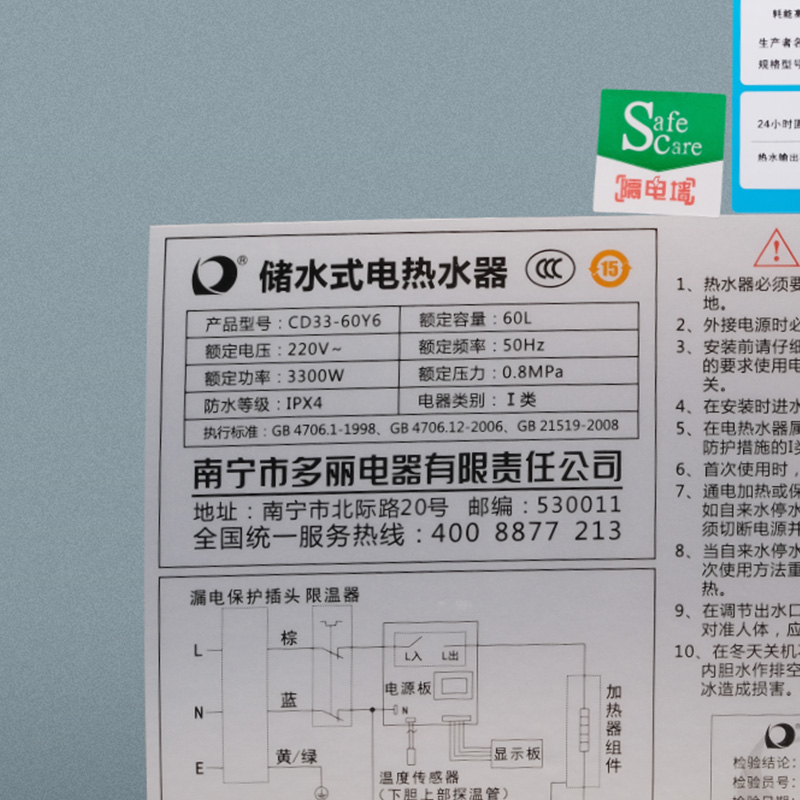 耗能高
生产者名
规格型号
24小时固
热水输出
Safe
Care
隔电墙
® 储水式电热水器 CCC 15
产品型号：CD33-60Y6 额定容量：60L
额定电压：220V~ 额定频率：50Hz
额定功率：3300W 额定压力：0.8MPa
防水等级：IPX4 电器类别：Ⅰ类
执行标准：GB 4706.1-1998、GB 4706.12-2006、GB 21519-2008
南宁市多丽电器有限责任公司
地址：南宁市北际路20号 邮编：530011
全国统一服务热线：400 8877 213
漏电保护插头 限温器
L 棕
L入 L出
电源板
N 蓝
N
E 黄/绿
显示板
加热器组件
温度传感器
（下胆上部探温管）
1、热水器必须要
地。
2、外接电源时必
3、安装前请仔细
的要求使用电
关。
4、在安装时进水
5、在电热水器属
防护措施的I类
6、首次使用时，
7、通电加热或保
如自来水停水
须切断电源并
8、当自来水停水
次使用方法重
热。
9、在调节出水口
对准人体，应
10、在冬天关机
内胆水作排空
冰造成损害。
检验结论：
检验员号：
检验日期：